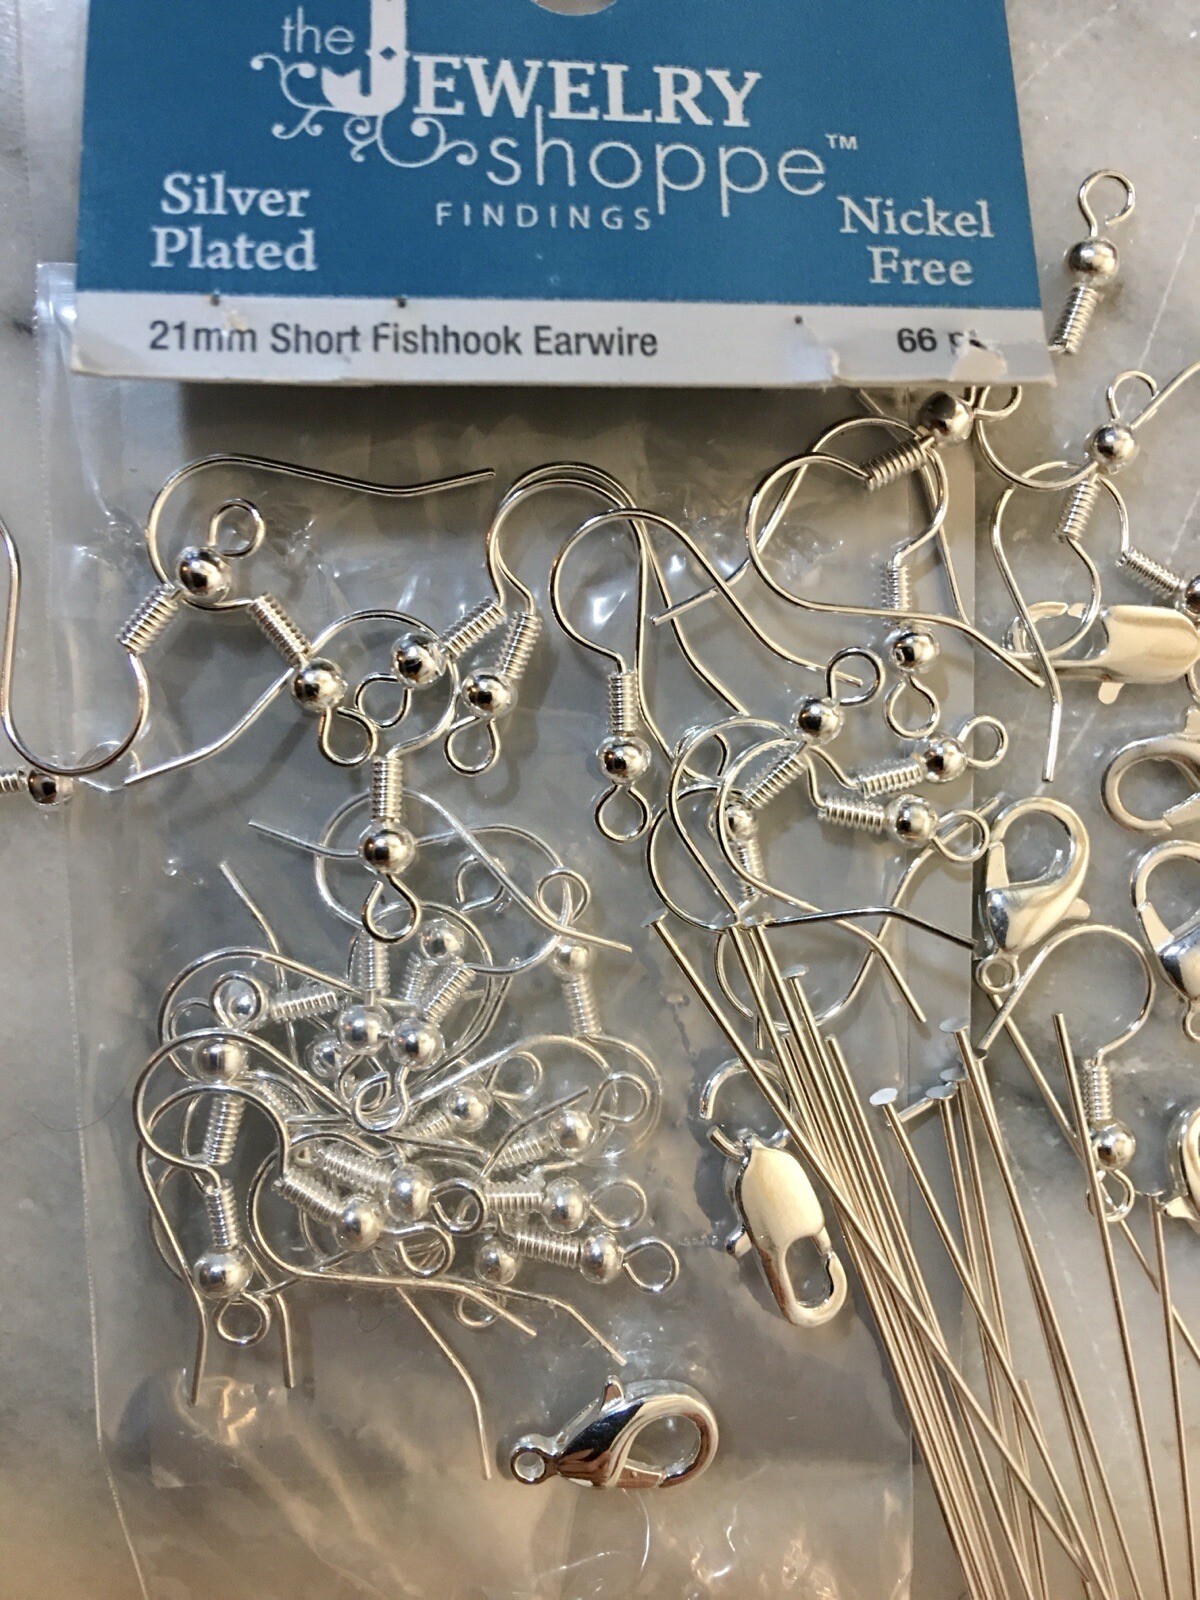 the
JEWELRY
shoppe™
FINDINGS
Silver
Plated
Nickel
Free
21mm Short Fishhook Earwire
66